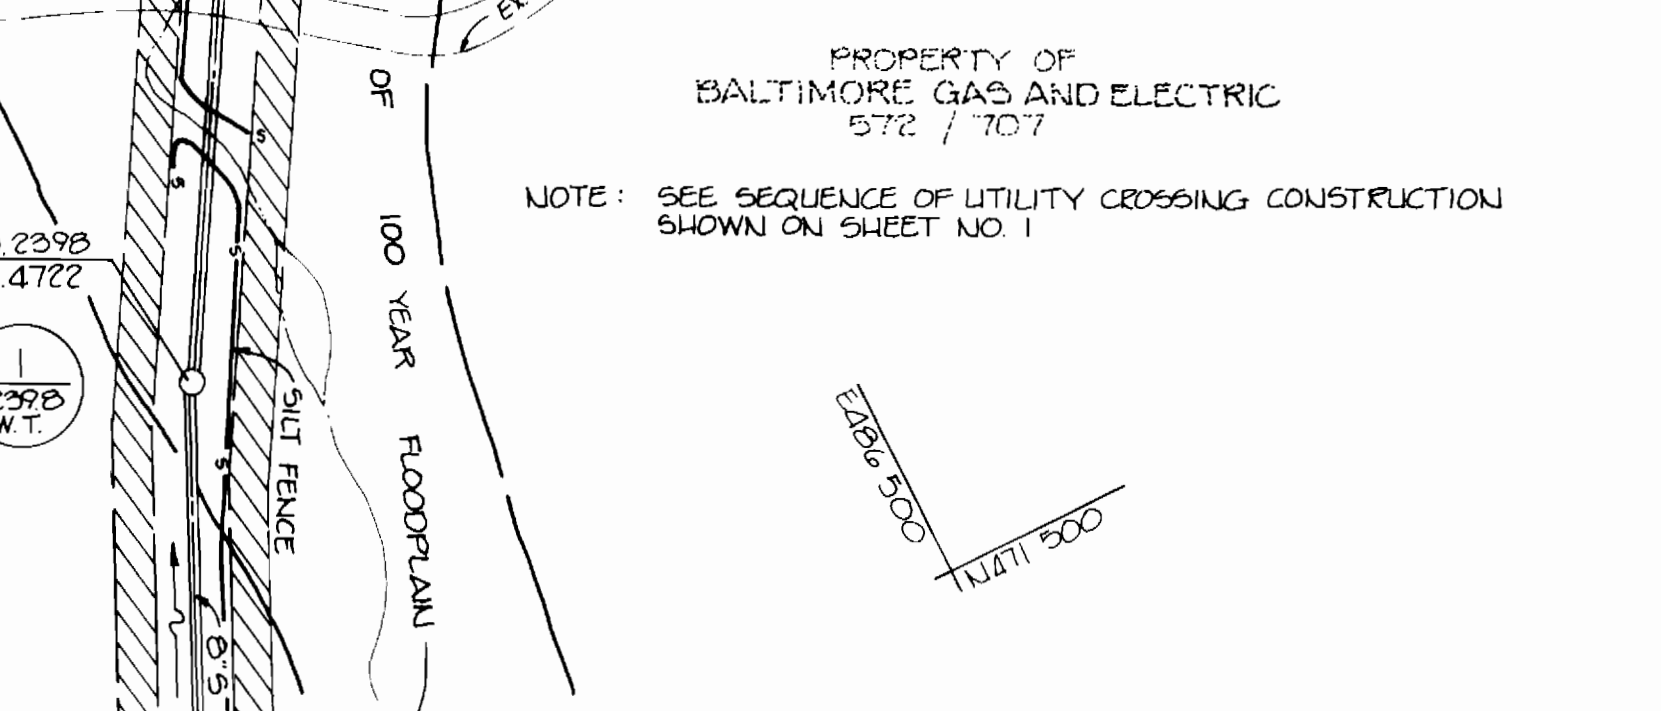 PROPERTY OF
BALTIMORE GAS AND ELECTRIC
572 / 707
NOTE: SEE SEQUENCE OF UTILITY CROSSING CONSTRUCTION
SHOWN ON SHEET NO. 1
OF 100 YEAR FLOODPLAIN
.2398
.4722
1
2398
W.T.
S
S
S
S
SILT FENCE
8"S
E486 500
N471 500